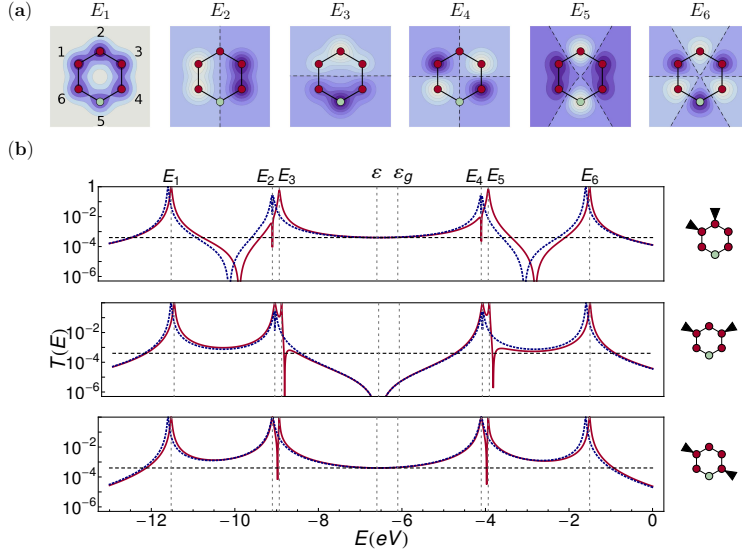 (a) E₁ E₂ E₃ E₄ E₅ E₆
2
1 3
6 4
5
(b)
E₁ E₂ E₃ ε ε_g E₄ E₅ E₆
1
10⁻²
10⁻⁴
10⁻⁶
T(E)
10⁻²
10⁻⁴
10⁻⁶
10⁻²
10⁻⁴
10⁻⁶
−12 −10 −8 −6 −4 −2 0
E(eV)